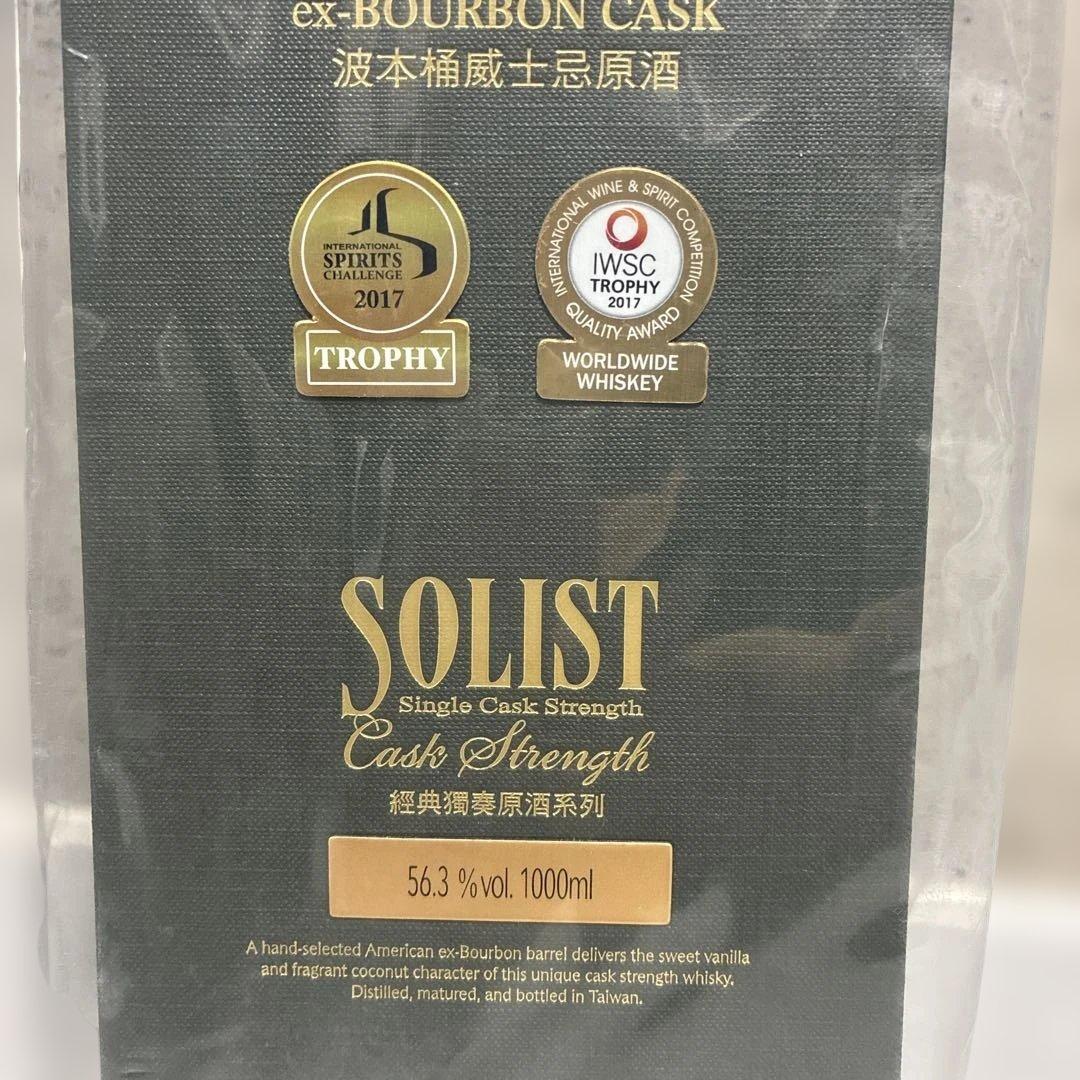 ex-BOURBON CASK
波本桶威士忌原酒
INTERNATIONAL
SPIRITS
CHALLENGE
2017
TROPHY
INTERNATIONAL WINE & SPIRIT COMPETITION
IWSC
TROPHY
2017
QUALITY AWARD
WORLDWIDE
WHISKEY
SOLIST
Single Cask Strength
Cask Strength
經典獨奏原酒系列
56.3 %vol. 1000ml
A hand-selected American ex-Bourbon barrel delivers the sweet vanilla
and fragrant coconut character of this unique cask strength whisky.
Distilled, matured, and bottled in Taiwan.